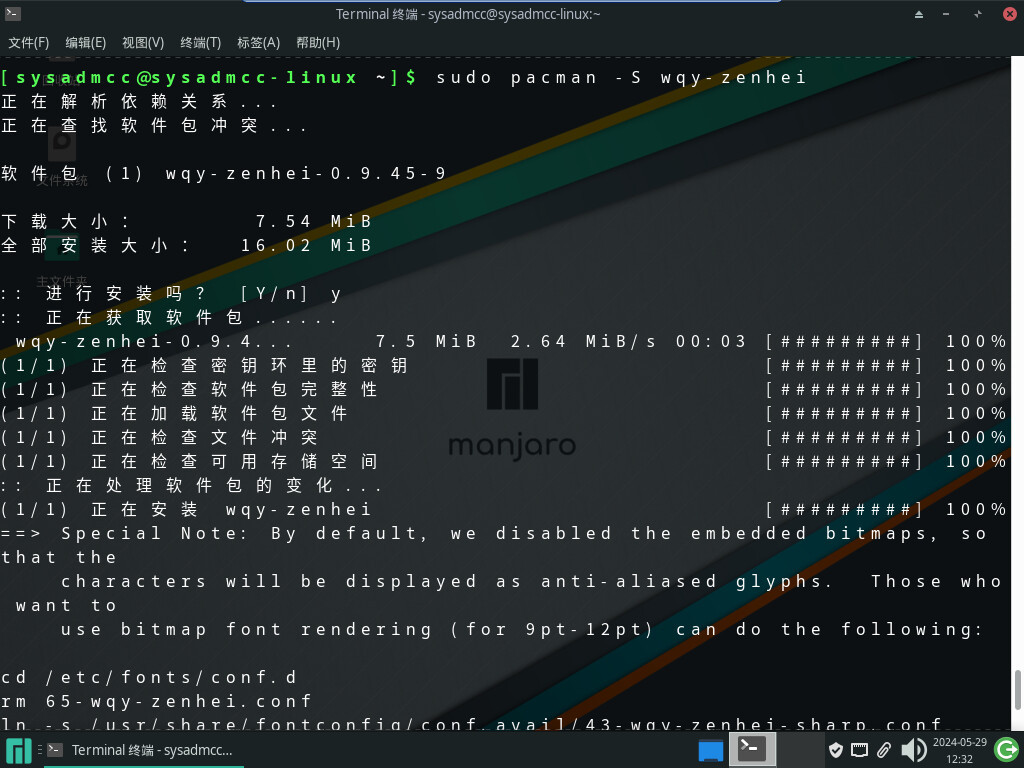 Terminal 终端 - sysadmcc@sysadmcc-linux:~
文件(F) 编辑(E) 视图(V) 终端(T) 标签(A) 帮助(H)
[sysadmcc@sysadmcc-linux ~]$ sudo pacman -S wqy-zenhei
正在解析依赖关系...
正在查找软件包冲突...
文件系统
软件包 (1) wqy-zenhei-0.9.45-9
下载大小： 7.54 MiB
全部安装大小： 16.02 MiB
主文件夹
:: 进行安装吗？ [Y/n] y
:: 正在获取软件包......
wqy-zenhei-0.9.4... 7.5 MiB 2.64 MiB/s 00:03 [#########] 100%
(1/1) 正在检查密钥环里的密钥 [#########] 100%
(1/1) 正在检查软件包完整性 [#########] 100%
(1/1) 正在加载软件包文件 [#########] 100%
(1/1) 正在检查文件冲突 [#########] 100%
(1/1) 正在检查可用存储空间 [#########] 100%
manjaro
:: 正在处理软件包的变化...
(1/1) 正在安装 wqy-zenhei [#########] 100%
==> Special Note: By default, we disabled the embedded bitmaps, so
that the
characters will be displayed as anti-aliased glyphs. Those who
want to
use bitmap font rendering (for 9pt-12pt) can do the following:
cd /etc/fonts/conf.d
rm 65-wqy-zenhei.conf
ln -s /usr/share/fontconfig/conf.avail/43-wqy-zenhei-sharp.conf
Terminal 终端 - sysadmcc...
2024-05-29
12:32